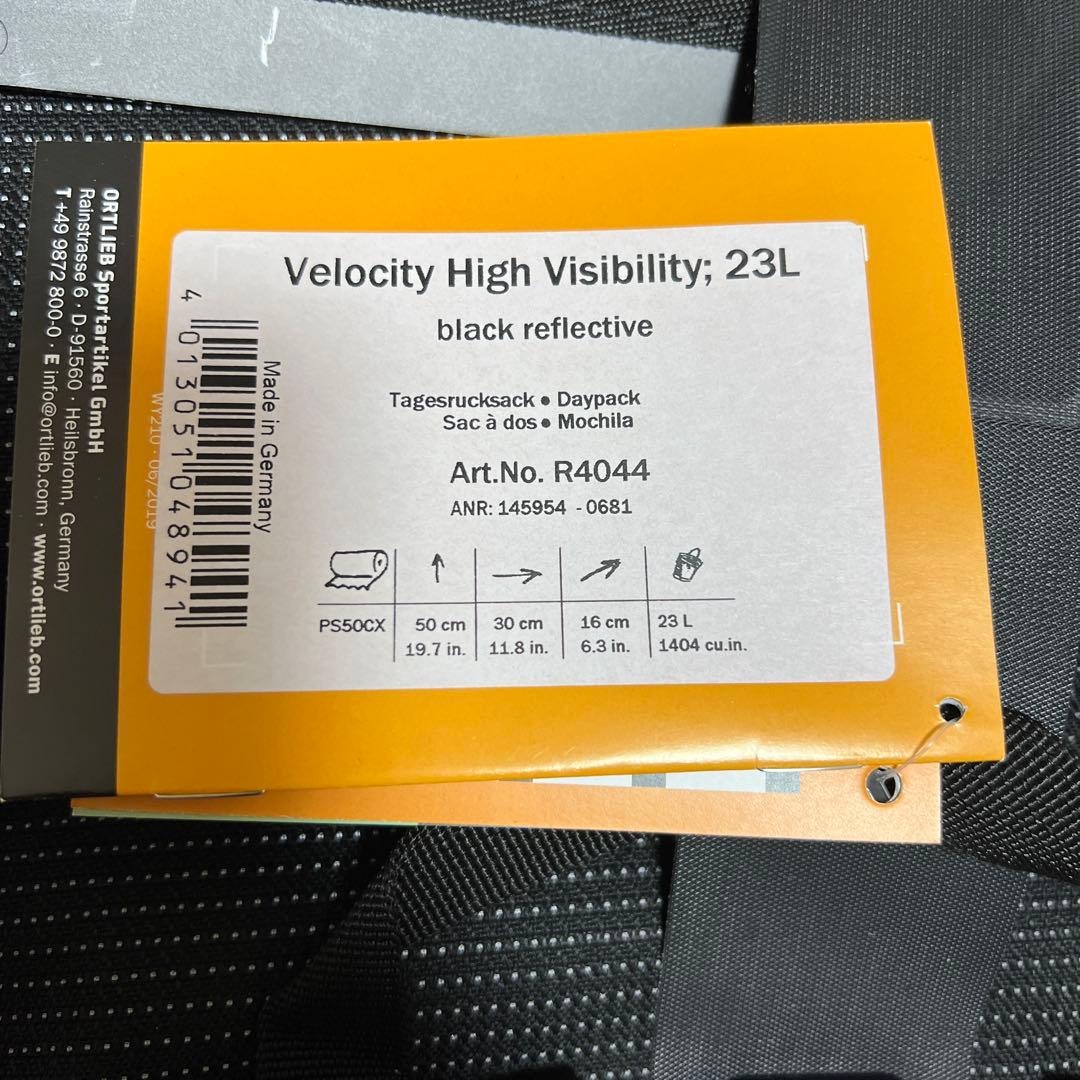 ORTLIEB Sportartikel GmbH
Rainstrasse 6 · D-91560 · Heilsbronn, Germany
T +49 9872 800-0 · E info@ortlieb.com · www.ortlieb.com
WY210 · 06/2019
4 013051 048941
Made in Germany
Velocity High Visibility; 23L
black reflective
Tagesrucksack • Daypack
Sac à dos • Mochila
Art.No. R4044
ANR: 145954 - 0681
PS50CX 50 cm 30 cm 16 cm 23 L
19.7 in. 11.8 in. 6.3 in. 1404 cu.in.